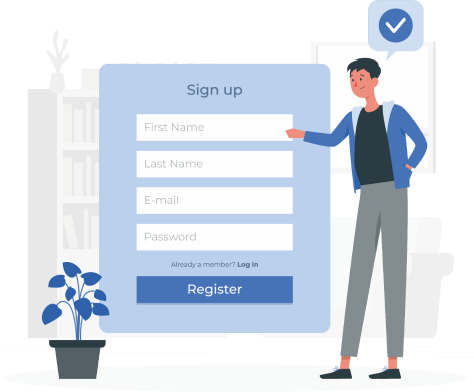 Sign up
First Name
Last Name
E-mail
Password
Already a member? Log in
Register